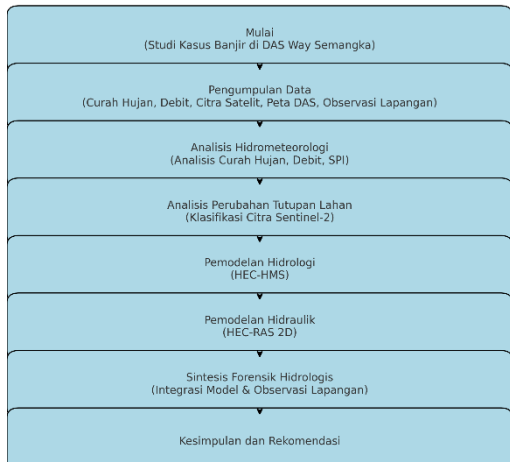 Mulai
(Studi Kasus Banjir di DAS Way Semangka)
Pengumpulan Data
(Curah Hujan, Debit, Citra Satelit, Peta DAS, Observasi Lapangan)
Analisis Hidrometeorologi
(Analisis Curah Hujan, Debit, SPI)
Analisis Perubahan Tutupan Lahan
(Klasifikasi Citra Sentinel-2)
Pemodelan Hidrologi
(HEC-HMS)
Pemodelan Hidraulik
(HEC-RAS 2D)
Sintesis Forensik Hidrologis
(Integrasi Model & Observasi Lapangan)
Kesimpulan dan Rekomendasi